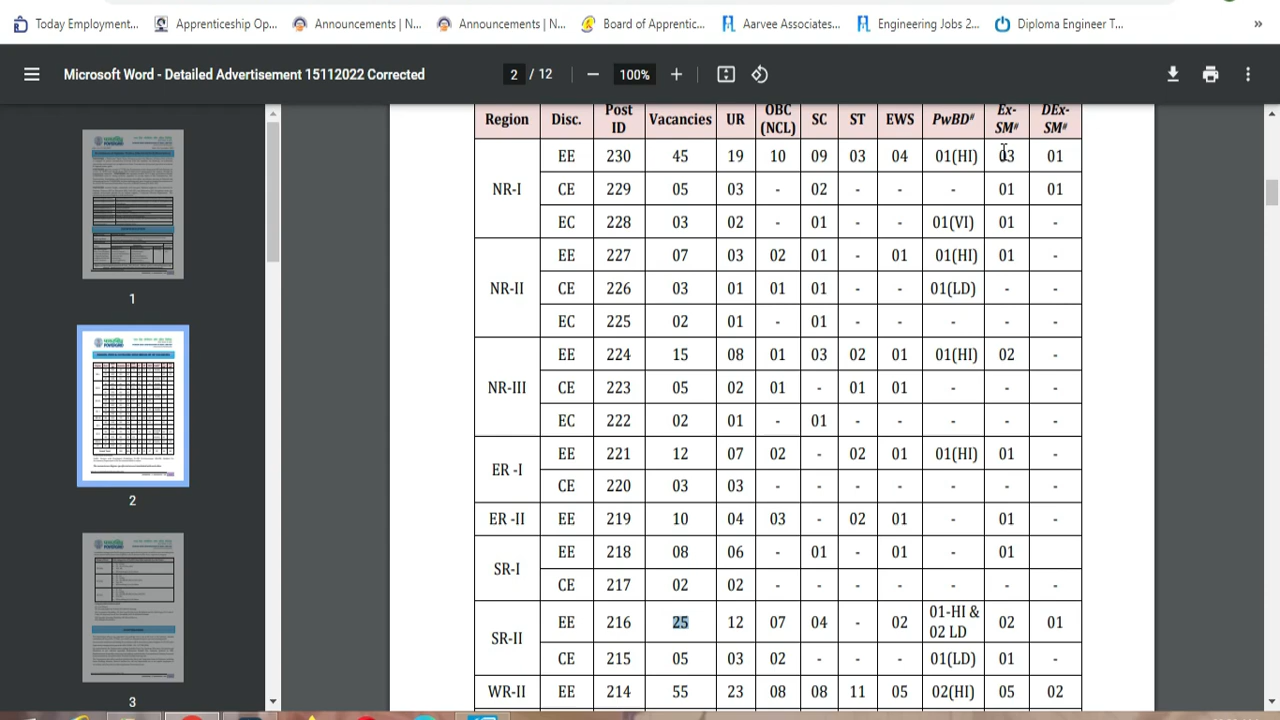 Today Employment... Apprenticeship Op... Announcements | N... Announcements | N... Board of Apprentic... Aarvee Associates... Engineering Jobs 2... Diploma Engineer T... »
Microsoft Word - Detailed Advertisement 15112022 Corrected 2 / 12 100%
Region Disc. Post ID Vacancies UR OBC (NCL) SC ST EWS PwBD# Ex-SM# DEx-SM#
NR-I EE 230 45 19 10 09 03 04 01(HI) 03 01
CE 229 05 03 - 02 - - - 01 01
EC 228 03 02 - 01 - - 01(VI) 01 -
NR-II EE 227 07 03 02 01 - 01 01(HI) 01 -
CE 226 03 01 01 01 - - 01(LD) - -
EC 225 02 01 - 01 - - - - -
NR-III EE 224 15 08 01 03 02 01 01(HI) 02 -
CE 223 05 02 01 - 01 01 - - -
EC 222 02 01 - 01 - - - - -
ER -I EE 221 12 07 02 - 02 01 01(HI) 01 -
CE 220 03 03 - - - - - - -
ER -II EE 219 10 04 03 - 02 01 - 01 -
SR-I EE 218 08 06 - 01 - 01 - 01 -
CE 217 02 02 - - - - - - -
SR-II EE 216 25 12 07 04 - 02 01-HI & 02 LD 02 01
CE 215 05 03 02 - - - 01(LD) 01 -
WR-II EE 214 55 23 08 08 11 05 02(HI) 05 02
1
2
3